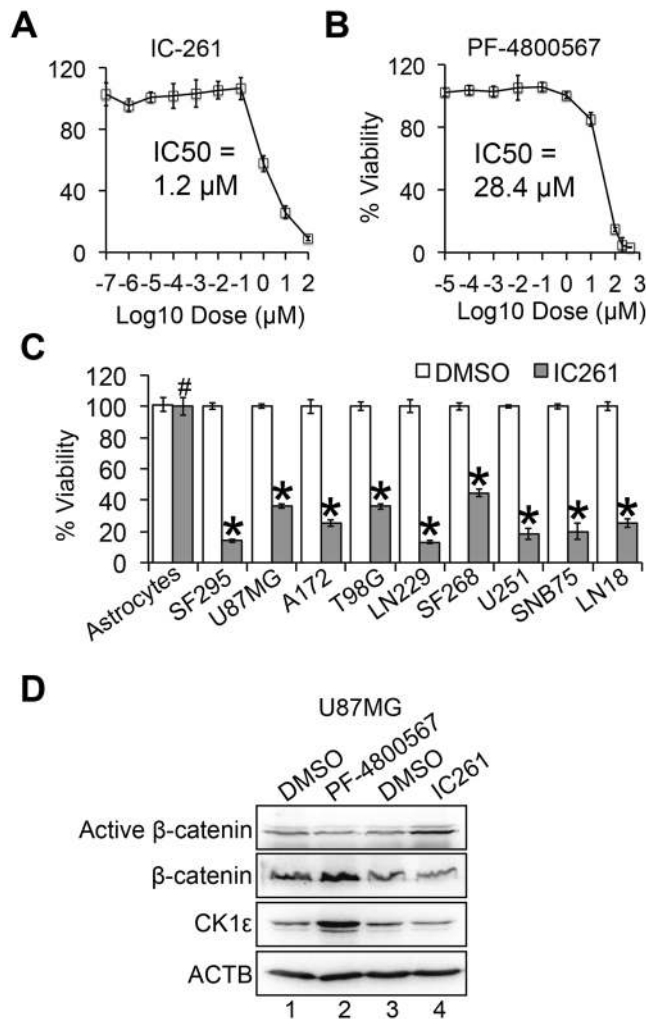 A
IC-261
120
80
40
0
IC50 =
1.2 µM
-7 -6 -5 -4 -3 -2 -1 0 1 2
Log10 Dose (µM)
B
PF-4800567
% Viability
120
80
40
0
IC50 =
28.4 µM
-5 -4 -3 -2 -1 0 1 2 3
Log10 Dose (µM)
C
% Viability
120
100
80
60
40
20
0
DMSO IC261
#
* * * * * * * * *
Astrocytes SF295 U87MG A172 T98G LN229 SF268 U251 SNB75 LN18
D
U87MG
DMSO PF-4800567 DMSO IC261
Active β-catenin
β-catenin
CK1ε
ACTB
1 2 3 4